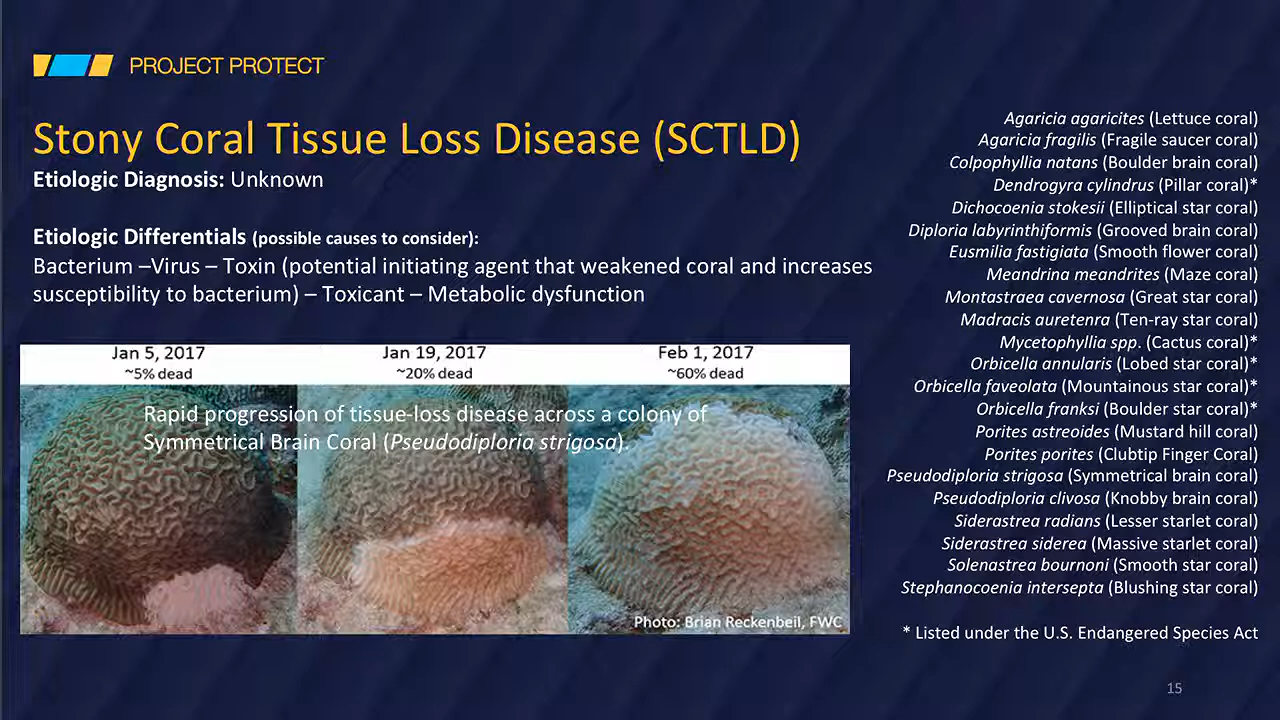 PROJECT PROTECT
Stony Coral Tissue Loss Disease (SCTLD)
Etiologic Diagnosis: Unknown
Etiologic Differentials (possible causes to consider):
Bacterium –Virus – Toxin (potential initiating agent that weakened coral and increases
susceptibility to bacterium) – Toxicant – Metabolic dysfunction
Jan 5, 2017
~5% dead
Jan 19, 2017
~20% dead
Feb 1, 2017
~60% dead
Rapid progression of tissue-loss disease across a colony of
Symmetrical Brain Coral (Pseudodiploria strigosa).
Photo: Brian Reckenbeil, FWC
Agaricia agaricites (Lettuce coral)
Agaricia fragilis (Fragile saucer coral)
Colpophyllia natans (Boulder brain coral)
Dendrogyra cylindrus (Pillar coral)*
Dichocoenia stokesii (Elliptical star coral)
Diploria labyrinthiformis (Grooved brain coral)
Eusmilia fastigiata (Smooth flower coral)
Meandrina meandrites (Maze coral)
Montastraea cavernosa (Great star coral)
Madracis auretenra (Ten-ray star coral)
Mycetophyllia spp. (Cactus coral)*
Orbicella annularis (Lobed star coral)*
Orbicella faveolata (Mountainous star coral)*
Orbicella franksi (Boulder star coral)*
Porites astreoides (Mustard hill coral)
Porites porites (Clubtip Finger Coral)
Pseudodiploria strigosa (Symmetrical brain coral)
Pseudodiploria clivosa (Knobby brain coral)
Siderastrea radians (Lesser starlet coral)
Siderastrea siderea (Massive starlet coral)
Solenastrea bournoni (Smooth star coral)
Stephanocoenia intersepta (Blushing star coral)
* Listed under the U.S. Endangered Species Act
15